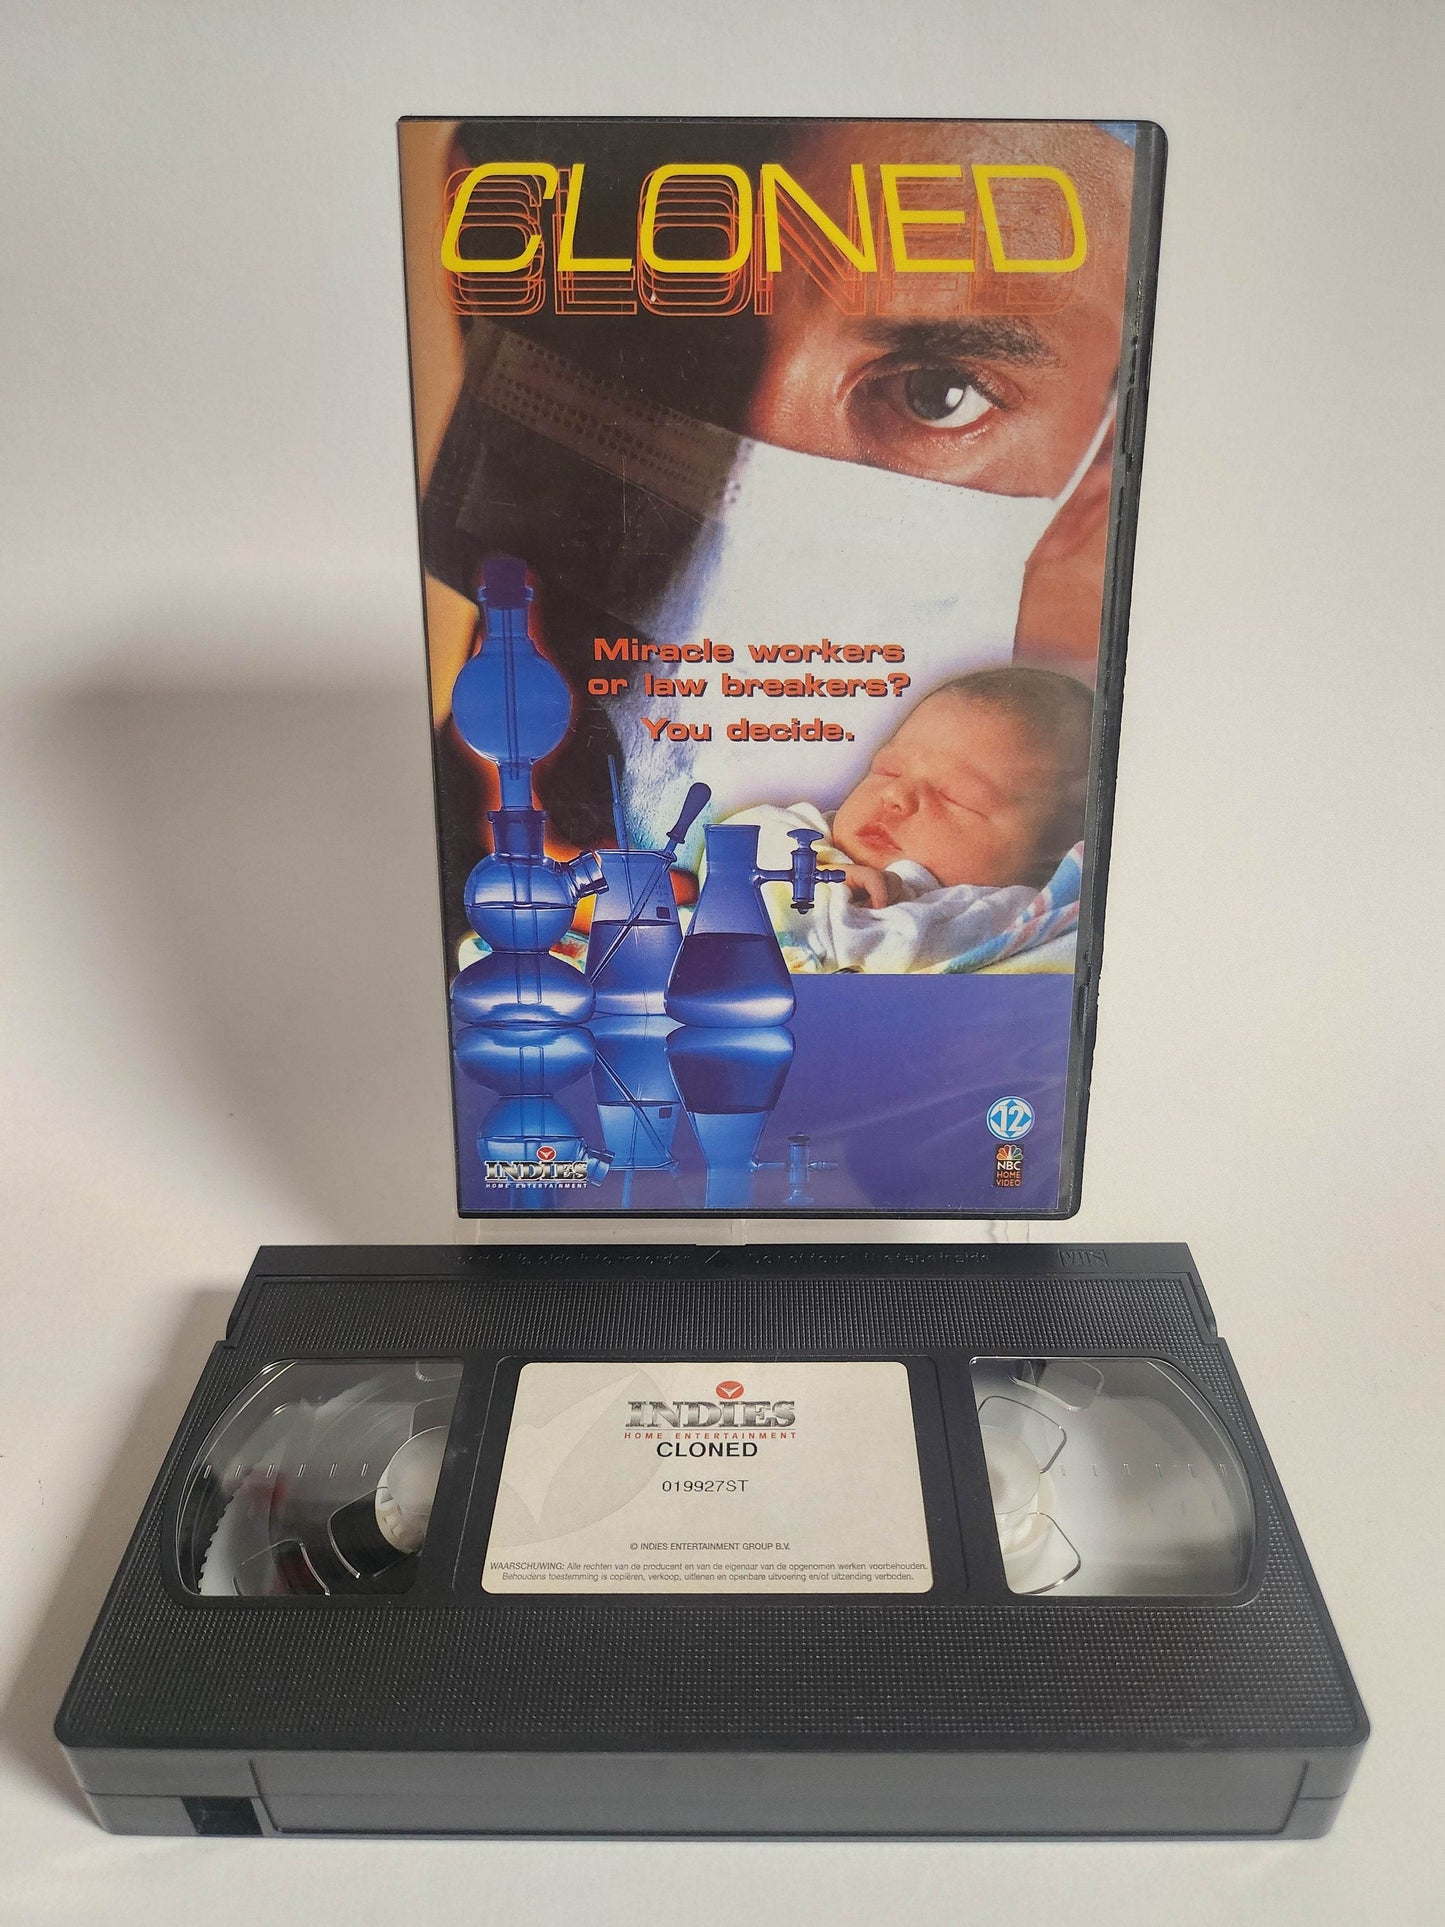 CLONED
Miracle workers
or law breakers?
You decide.
12
INDIES
HOME ENTERTAINMENT
NBC
HOME
VIDEO
VHS
INDIES
HOME ENTERTAINMENT
CLONED
019927ST
© INDIES ENTERTAINMENT GROUP B.V.
WAARSCHUWING: Alle rechten van de producent en van de eigenaar van de opgenomen werken voorbehouden.
Behoudens toestemming is copiëren, verkoop, uitlenen en openbare uitvoering en/of uitzending verboden.